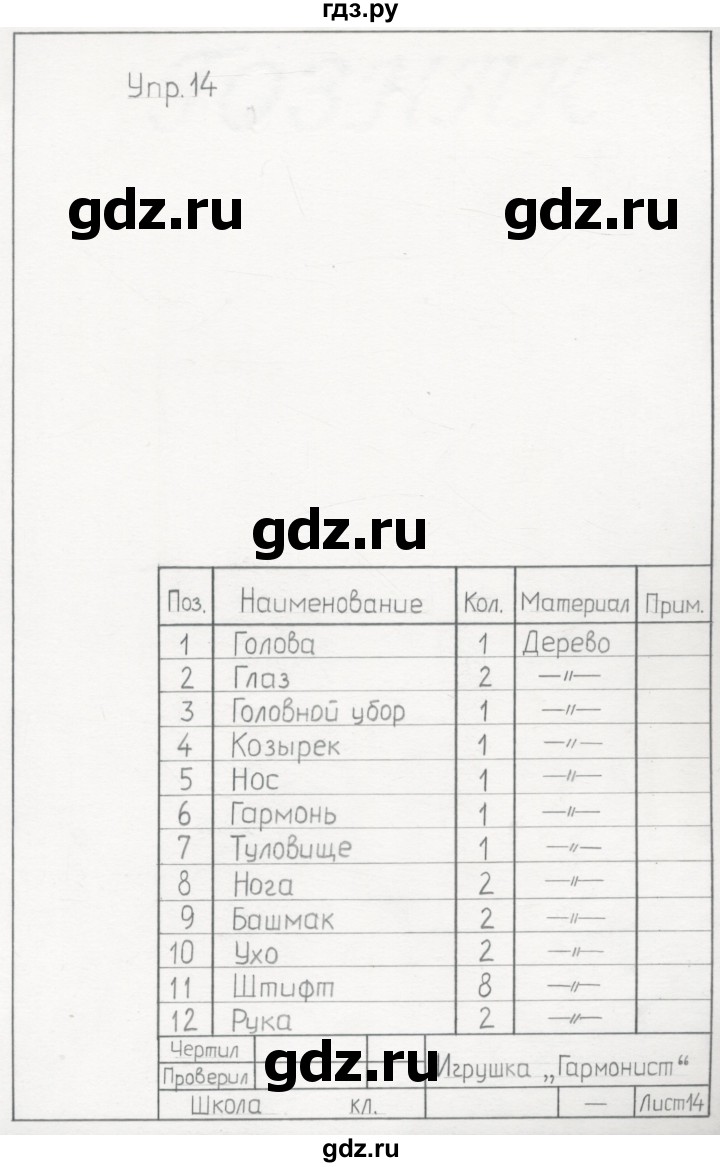 гдз.ру
Упр. 14
gdz.ru gdz.ru
gdz.ru
Поз. Наименование Кол. Материал Прим.
1 Голова 1 Дерево
2 Глаз 2 —〃—
3 Головной убор 1 —〃—
4 Козырек 1 —〃—
5 Нос 1 —〃—
6 Гармонь 1 —〃—
7 Туловище 1 —〃—
8 Нога 2 —〃—
9 Башмак 2 —〃—
10 Ухо 2 —〃—
11 Штифт 8 —〃—
12 Рука 2 —〃—
Чертил
gdz.ru Игрушка „Гармонист“
Проверил
Школа кл. — Лист 14
gdz.ru